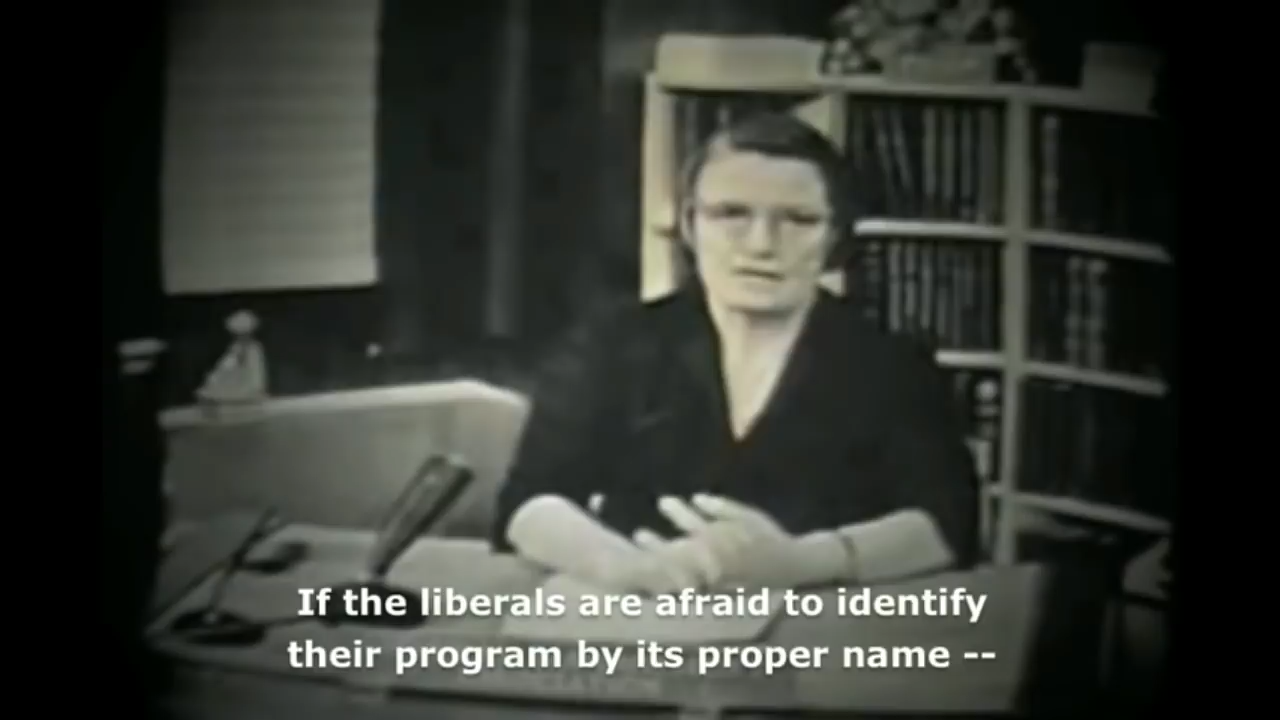 If the liberals are afraid to identify
their program by its proper name --